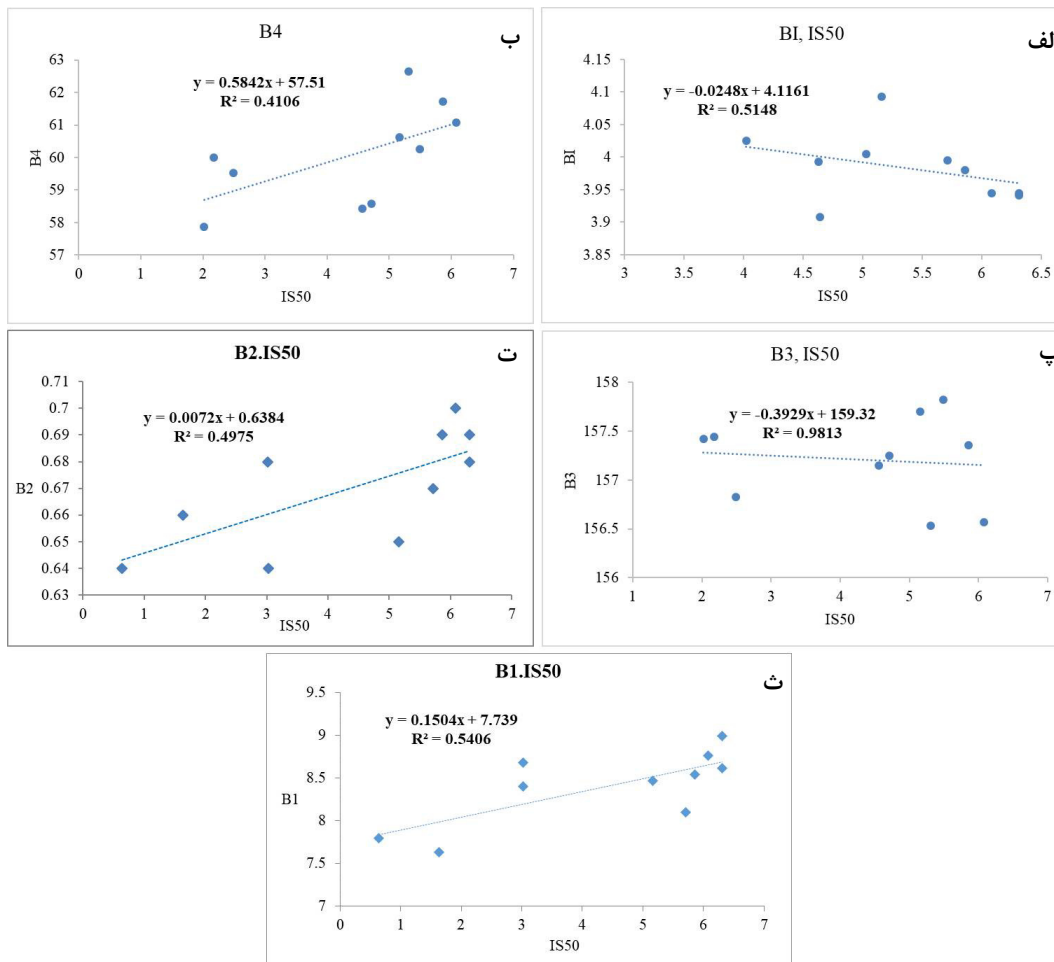 B4
ب
y = 0.5842x + 57.51
R² = 0.4106
63
62
61
60
59
58
57
B4
0 1 2 3 4 5 6 7
IS50
BI, IS50
لف
y = -0.0248x + 4.1161
R² = 0.5148
4.15
4.1
4.05
4
3.95
3.9
3.85
BI
3 3.5 4 4.5 5 5.5 6 6.5
IS50
B2.IS50
ت
y = 0.0072x + 0.6384
R² = 0.4975
0.71
0.7
0.69
0.68
0.67
0.66
0.65
0.64
0.63
B2
0 1 2 3 4 5 6 7
IS50
B3, IS50
پ
y = -0.3929x + 159.32
R² = 0.9813
158
157.5
157
156.5
156
B3
1 2 3 4 5 6 7
IS50
B1.IS50
ث
y = 0.1504x + 7.739
R² = 0.5406
9.5
9
8.5
8
7.5
7
B1
0 1 2 3 4 5 6 7
IS50